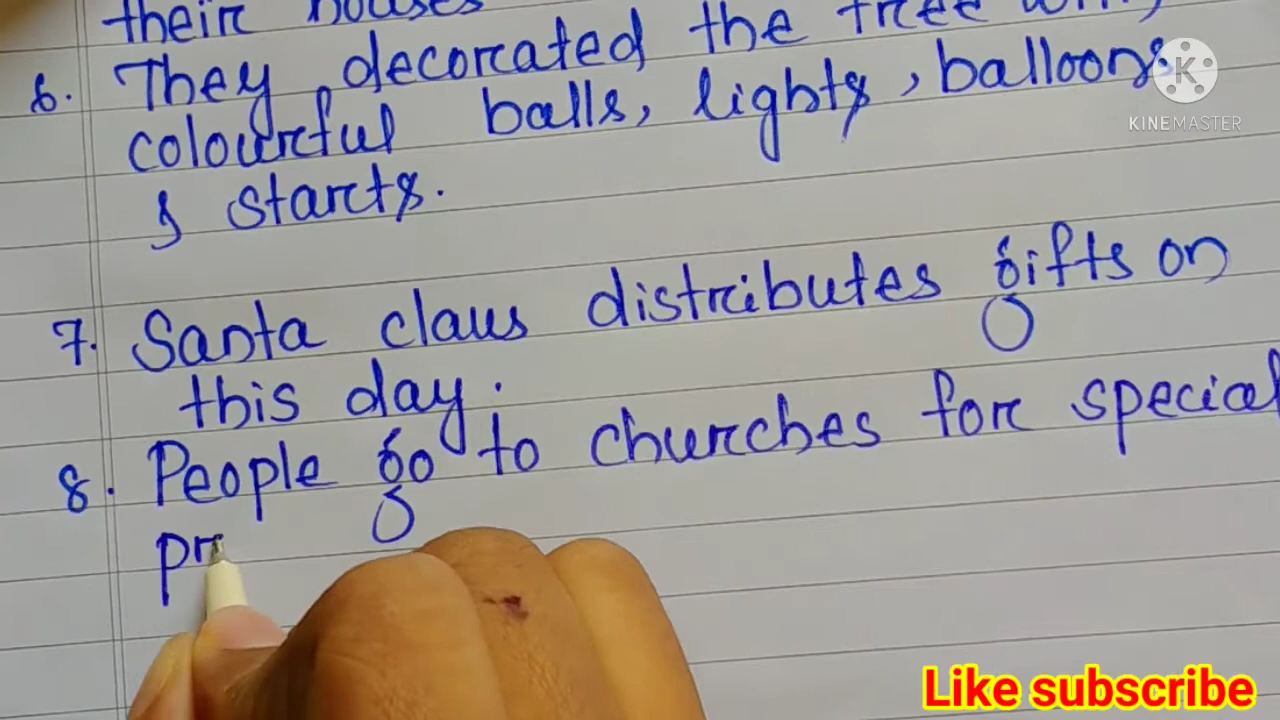 their houses
6. They decorated the tree with
colourful balls, lights, balloons
& starts.
7. Santa claus distributes gifts on
this day.
8. People go to churches for special
pr
KINEMASTER
Like subscribe